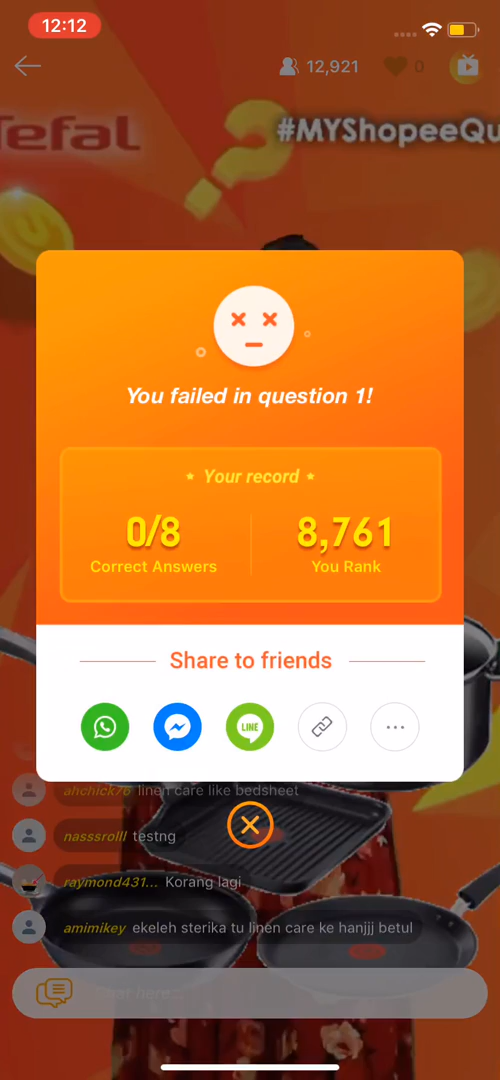 12:12
12,921
0
Tefal
#MYShopeeQu
You failed in question 1!
Your record
0/8
8,761
Correct Answers
You Rank
Share to friends
LINE
ahchick76 linen care like bedsheet
nasssrolll testng
raymond431... Korang lagi
amimikey ekeleh sterika tu linen care ke hanjjj betul